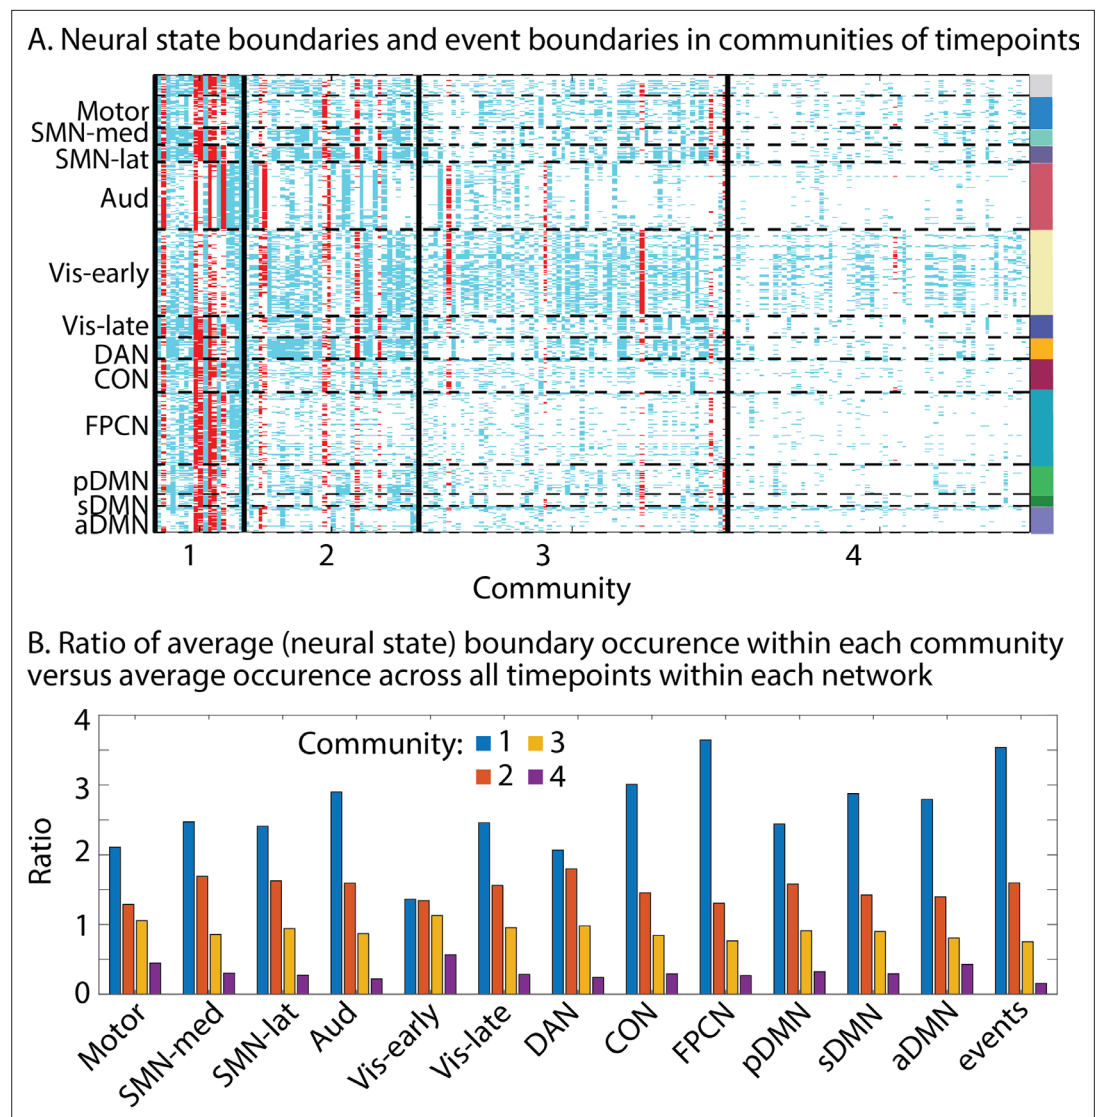 A. Neural state boundaries and event boundaries in communities of timepoints
Motor
SMN-med
SMN-lat
Aud
Vis-early
Vis-late
DAN
CON
FPCN
pDMN
sDMN
aDMN
1 2 3 4
Community
B. Ratio of average (neural state) boundary occurence within each community
versus average occurence across all timepoints within each network
4
3
2
1
0
Ratio
Community: 1 3
2 4
Motor SMN-med SMN-lat Aud Vis-early Vis-late DAN CON FPCN pDMN sDMN aDMN events